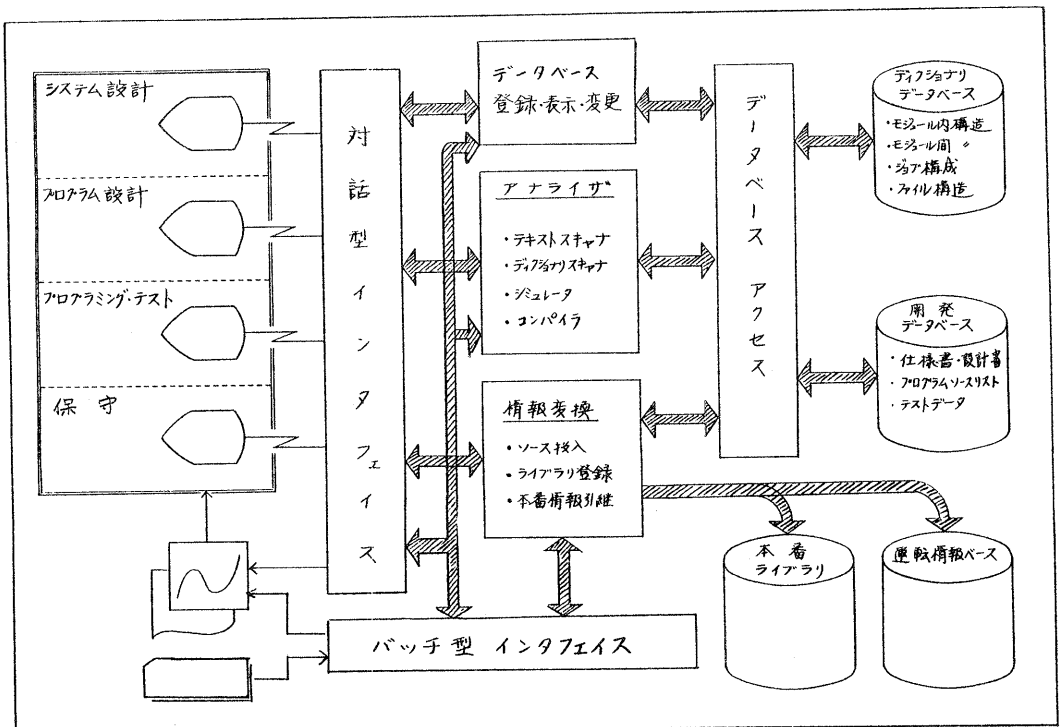 システム設計
プログラム設計
プログラミング・テスト
保守
対話型インタフェイス
データベース
登録・表示・変更
アナライザ
・テキストスキャナ
・ディクショナリスキャナ
・シミュレータ
・コンパイラ
情報変換
・ソース投入
・ライブラリ登録
・本番情報引継
データベースアクセス
ディクショナリ
データベース
・モジュール内構造
・モジュール間 〃
・ジョブ構成
・ファイル構造
開発
データベース
・仕様書・設計書
・プログラムソースリスト
・テストデータ
本番
ライブラリ
運転情報ベース
バッチ型 インタフェイス